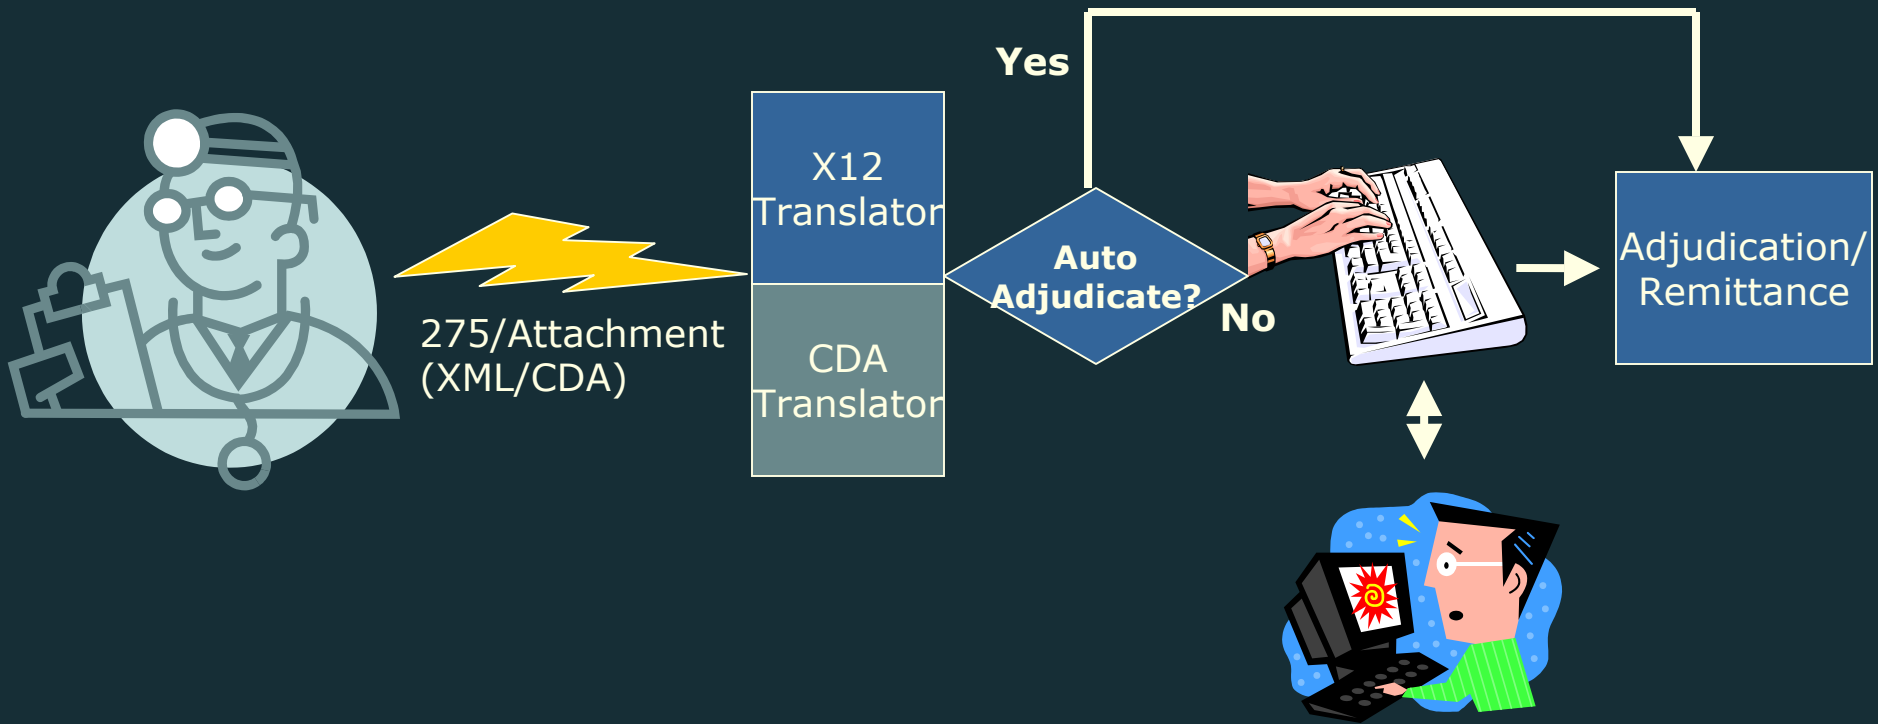 Yes
X12
Translator
Auto
Adjudicate?
No
Adjudication/
Remittance
275/Attachment
(XML/CDA)
CDA
Translator